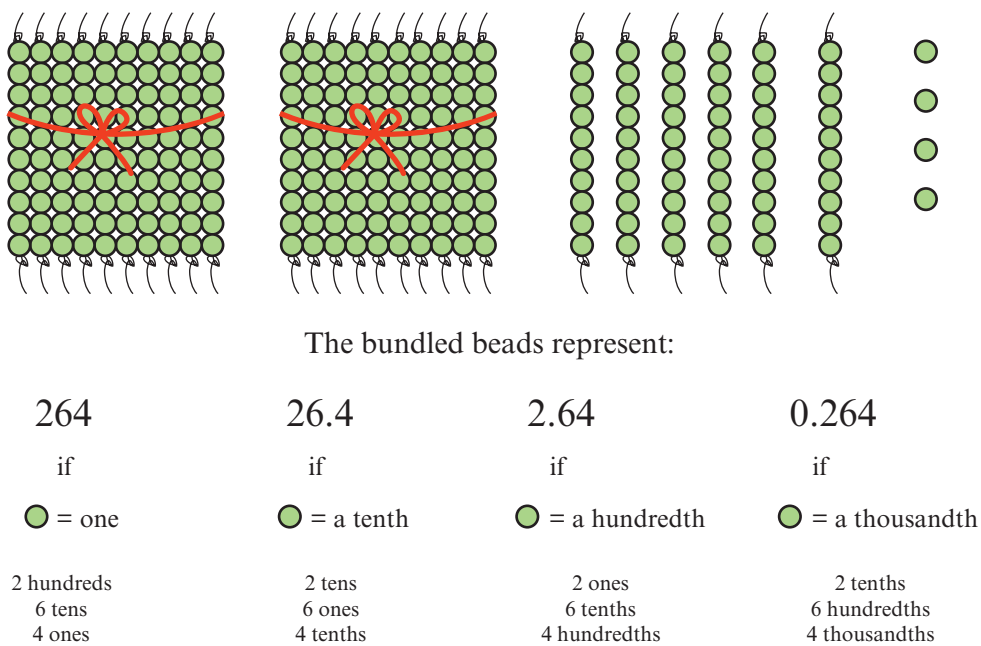 The bundled beads represent:
264 26.4 2.64 0.264
if if if if
= one = a tenth = a hundredth = a thousandth
2 hundreds 2 tens 2 ones 2 tenths
6 tens 6 ones 6 tenths 6 hundredths
4 ones 4 tenths 4 hundredths 4 thousandths